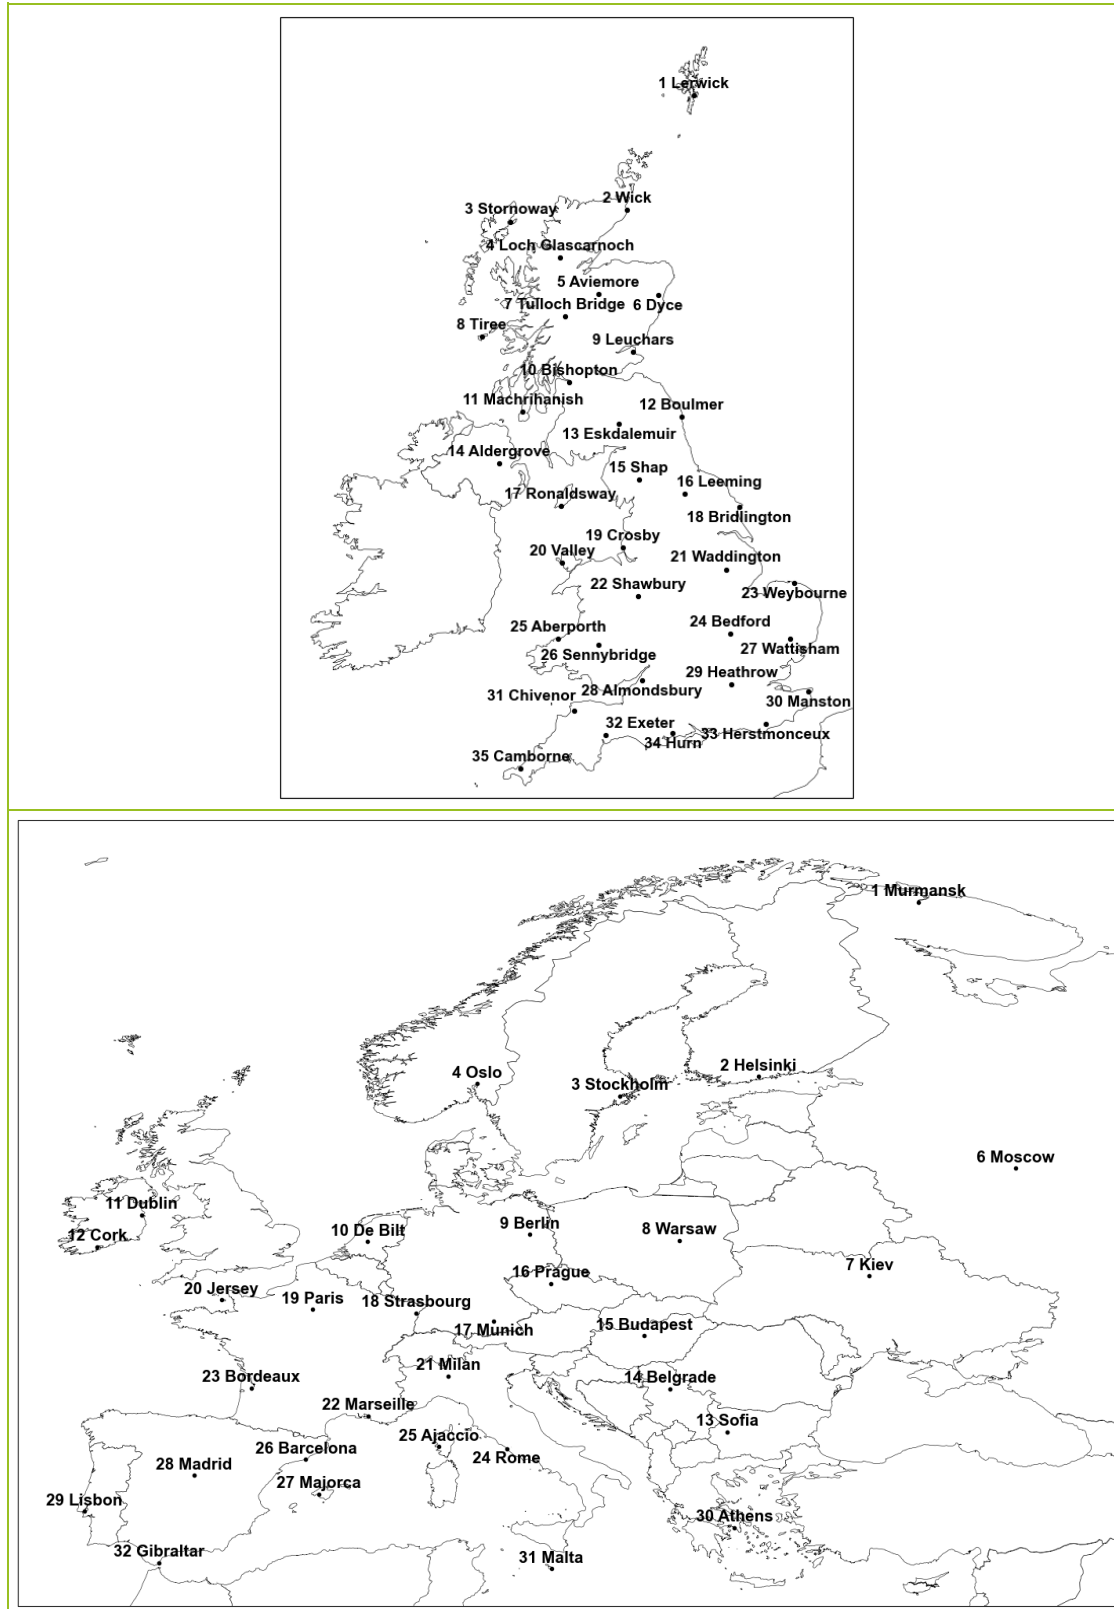 1 Lerwick
2 Wick
3 Stornoway
4 Loch Glascarnoch
5 Aviemore
7 Tulloch Bridge
6 Dyce
8 Tiree
9 Leuchars
10 Bishopton
11 Machrihanish
12 Boulmer
13 Eskdalemuir
14 Aldergrove
15 Shap
16 Leeming
17 Ronaldsway
18 Bridlington
19 Crosby
20 Valley
21 Waddington
22 Shawbury
23 Weybourne
24 Bedford
25 Aberporth
27 Wattisham
26 Sennybridge
29 Heathrow
28 Almondsbury
31 Chivenor
30 Manston
32 Exeter
33 Herstmonceux
34 Hurn
35 Camborne
1 Murmansk
2 Helsinki
4 Oslo
3 Stockholm
6 Moscow
11 Dublin
9 Berlin
8 Warsaw
10 De Bilt
12 Cork
7 Kiev
16 Prague
20 Jersey
19 Paris
18 Strasbourg
15 Budapest
17 Munich
21 Milan
23 Bordeaux
14 Belgrade
22 Marseille
13 Sofia
25 Ajaccio
26 Barcelona
24 Rome
28 Madrid
27 Majorca
29 Lisbon
30 Athens
32 Gibraltar
31 Malta